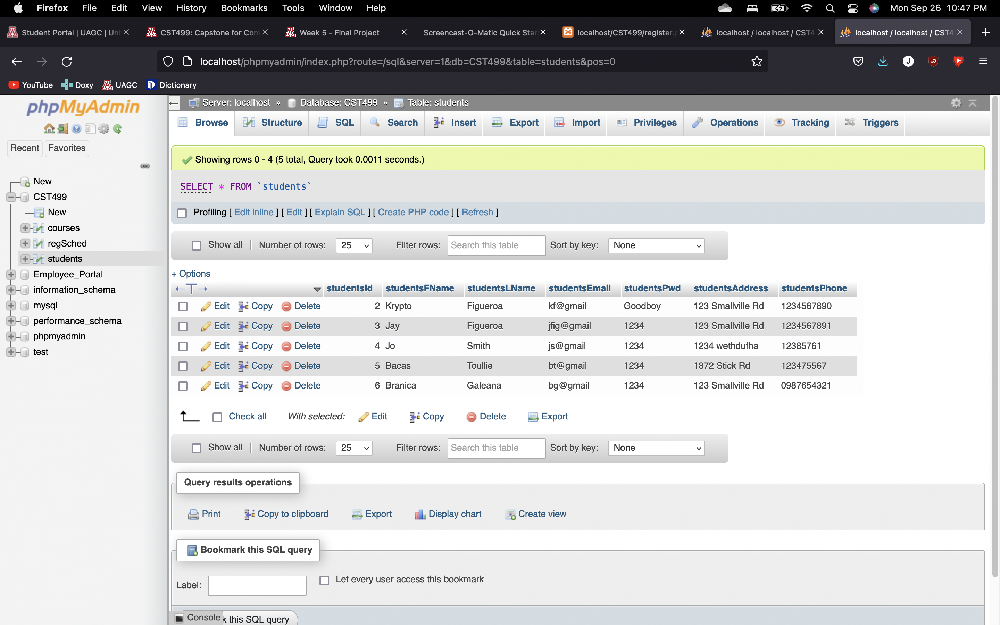 Firefox File Edit View History Bookmarks Tools Window Help Mon Sep 26 10:47 PM
Student Portal | UAGC | Uni CST499: Capstone for Com Week 5 - Final Project Screencast-O-Matic Quick Star localhost/CST499/register.p localhost / localhost / CST4 localhost / localhost / CST4
localhost/phpmyadmin/index.php?route=/sql&server=1&db=CST499&table=students&pos=0
YouTube Doxy UAGC Dictionary
phpMyAdmin
Recent Favorites
New
CST499
New
courses
regSched
students
Employee_Portal
information_schema
mysql
performance_schema
phpmyadmin
test
Server: localhost » Database: CST499 » Table: students
Browse Structure SQL Search Insert Export Import Privileges Operations Tracking Triggers
Showing rows 0 - 4 (5 total, Query took 0.0011 seconds.)
SELECT * FROM `students`
Profiling [ Edit inline ] [ Edit ] [ Explain SQL ] [ Create PHP code ] [ Refresh ]
Show all | Number of rows: 25 Filter rows: Search this table Sort by key: None
+ Options
←T→ studentsId studentsFName studentsLName studentsEmail studentsPwd studentsAddress studentsPhone
Edit Copy Delete 2 Krypto Figueroa kf@gmail Goodboy 123 Smallville Rd 1234567890
Edit Copy Delete 3 Jay Figueroa jfig@gmail 1234 123 Smallville Rd 1234567891
Edit Copy Delete 4 Jo Smith js@gmail 1234 1234 wethdufha 12385761
Edit Copy Delete 5 Bacas Toullie bt@gmail 1234 1872 Stick Rd 123475567
Edit Copy Delete 6 Branica Galeana bg@gmail 1234 123 Smallville Rd 0987654321
Check all With selected: Edit Copy Delete Export
Show all | Number of rows: 25 Filter rows: Search this table Sort by key: None
Query results operations
Print Copy to clipboard Export Display chart Create view
Bookmark this SQL query
Label: Let every user access this bookmark
Console k this SQL query